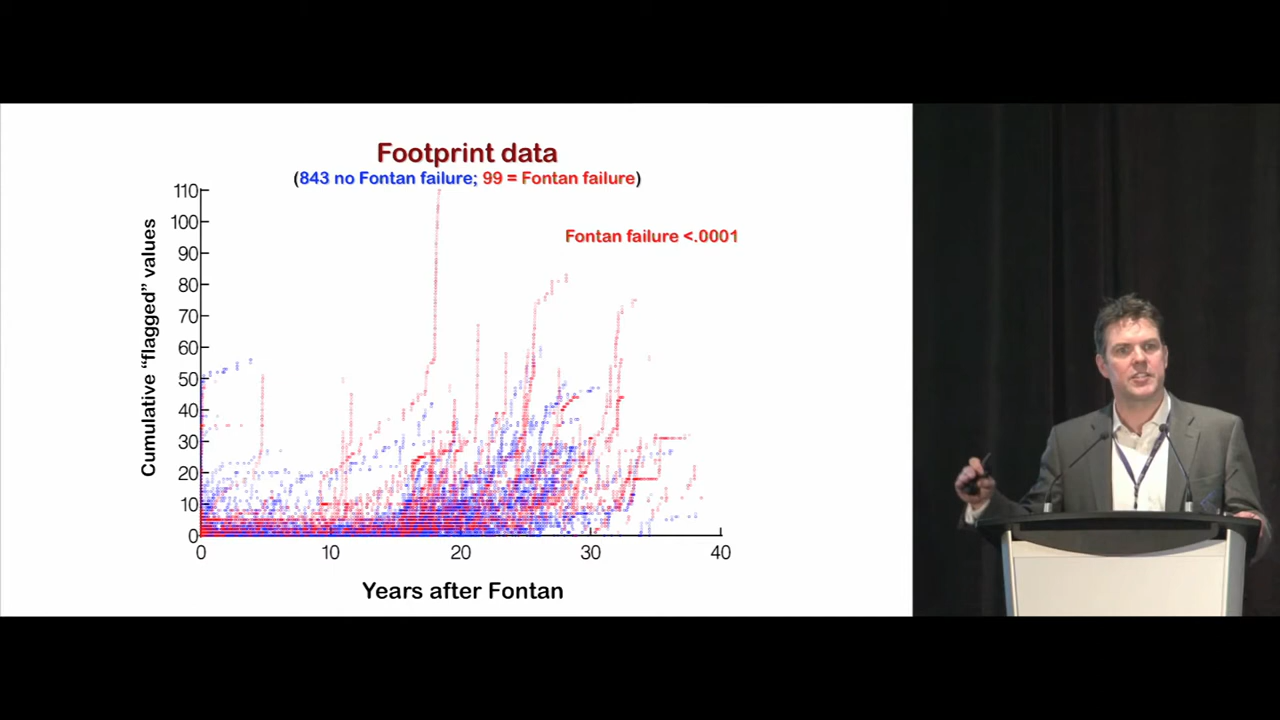 Footprint data
(843 no Fontan failure; 99 = Fontan failure)
Fontan failure <.0001
Cumulative “flagged” values
110
100
90
80
70
60
50
40
30
20
10
0
0 10 20 30 40
Years after Fontan